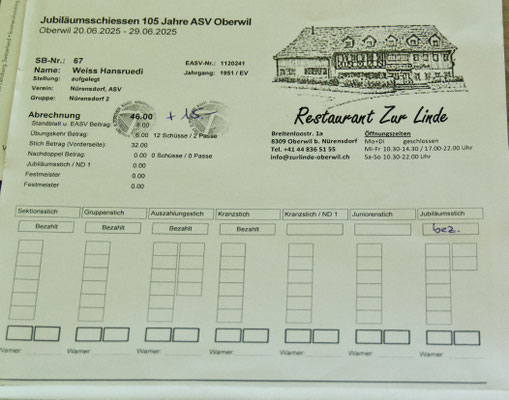 Jubiläumsschiessen 105 Jahre ASV Oberwil
Oberwil 20.06.2025 - 29.06.2025
SB-Nr.: 67 EASV-Nr.: 1120241
Name: Weiss Hansruedi Jahrgang: 1951 / EV
Stellung: aufgelegt
Verein: Nürensdorf, ASV
Gruppe: Nürensdorf 2
Abrechnung 46.00 + 15
Standblatt u. EASV Beitrag 8.00
Übungskehr Betrag: 6.00 12 Schüsse / 2 Passe
Stich Betrag (Vorderseite): 32.00
Nachdoppel Betrag: 0.00 0 Schüsse / 0 Passe
Jubiläumsstich / ND 1 0.00
Festmeister 0.00
Festmeister 0.00
Restaurant Zur Linde
Breitenloostr. 1a
8309 Oberwil b. Nürensdorf
Tel. +41 44 836 51 55
info@zurlinde-oberwil.ch
Öffnungszeiten
Mo+Di geschlossen
Mi-Fr 10.30-14.30 / 17.00-22.00 Uhr
Sa-So 10.30-22.00 Uhr
Sektionsstich Gruppenstich Auszahlungsstich Kranzstich Kranzstich / ND 1 Juniorenstich Jubiläumsstich
Bezahlt Bezahlt Bezahlt Bezahlt bez.
Warner: Warner: Warner: Warner: Warner: Warner: Warner: